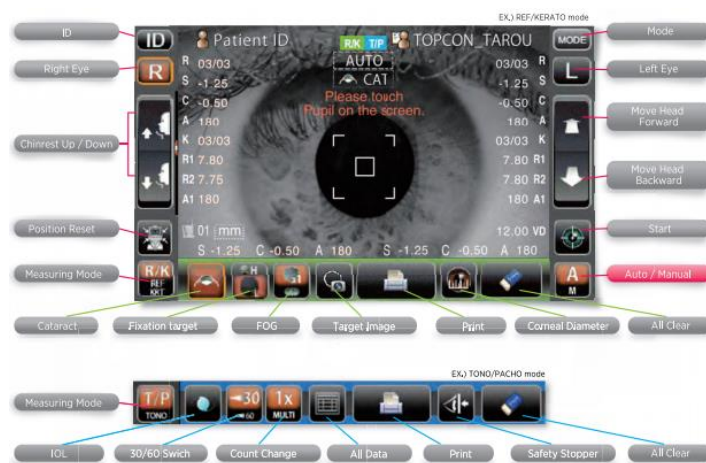 EX.) REF/KERATO mode
ID
ID Patient ID R/K T/P TOPCON_TAROU MODE
Mode
Right Eye
R
R 03/03 AUTO 03/03 R
L
Left Eye
S -1.25 CAT -1.25 S
C -0.50 Please touch -0.50 C
A 180 Pupil on the screen. 180 A
K 03/03 03/03 K
R1 7.80 7.80 R1
R2 7.75 R2
A1 180 180 A1
Chinrest Up / Down
Move Head
Forward
Move Head
Backward
Position Reset
01 mm 12.00 VD
Start
S -1.25 C -0.50 A 180 S -1.25 C -0.50 A 180
Measuring Mode
R/K
REF
KRT
H
A
M
Auto / Manual
Cataract Fixation target FOG Target Image Print Corneal Diameter All Clear
EX.) TONO/PACHO mode
Measuring Mode
T/P
TONO
30
60
1x
MULTI
IOL 30/60 Swich Count Change All Data Print Safety Stopper All Clear